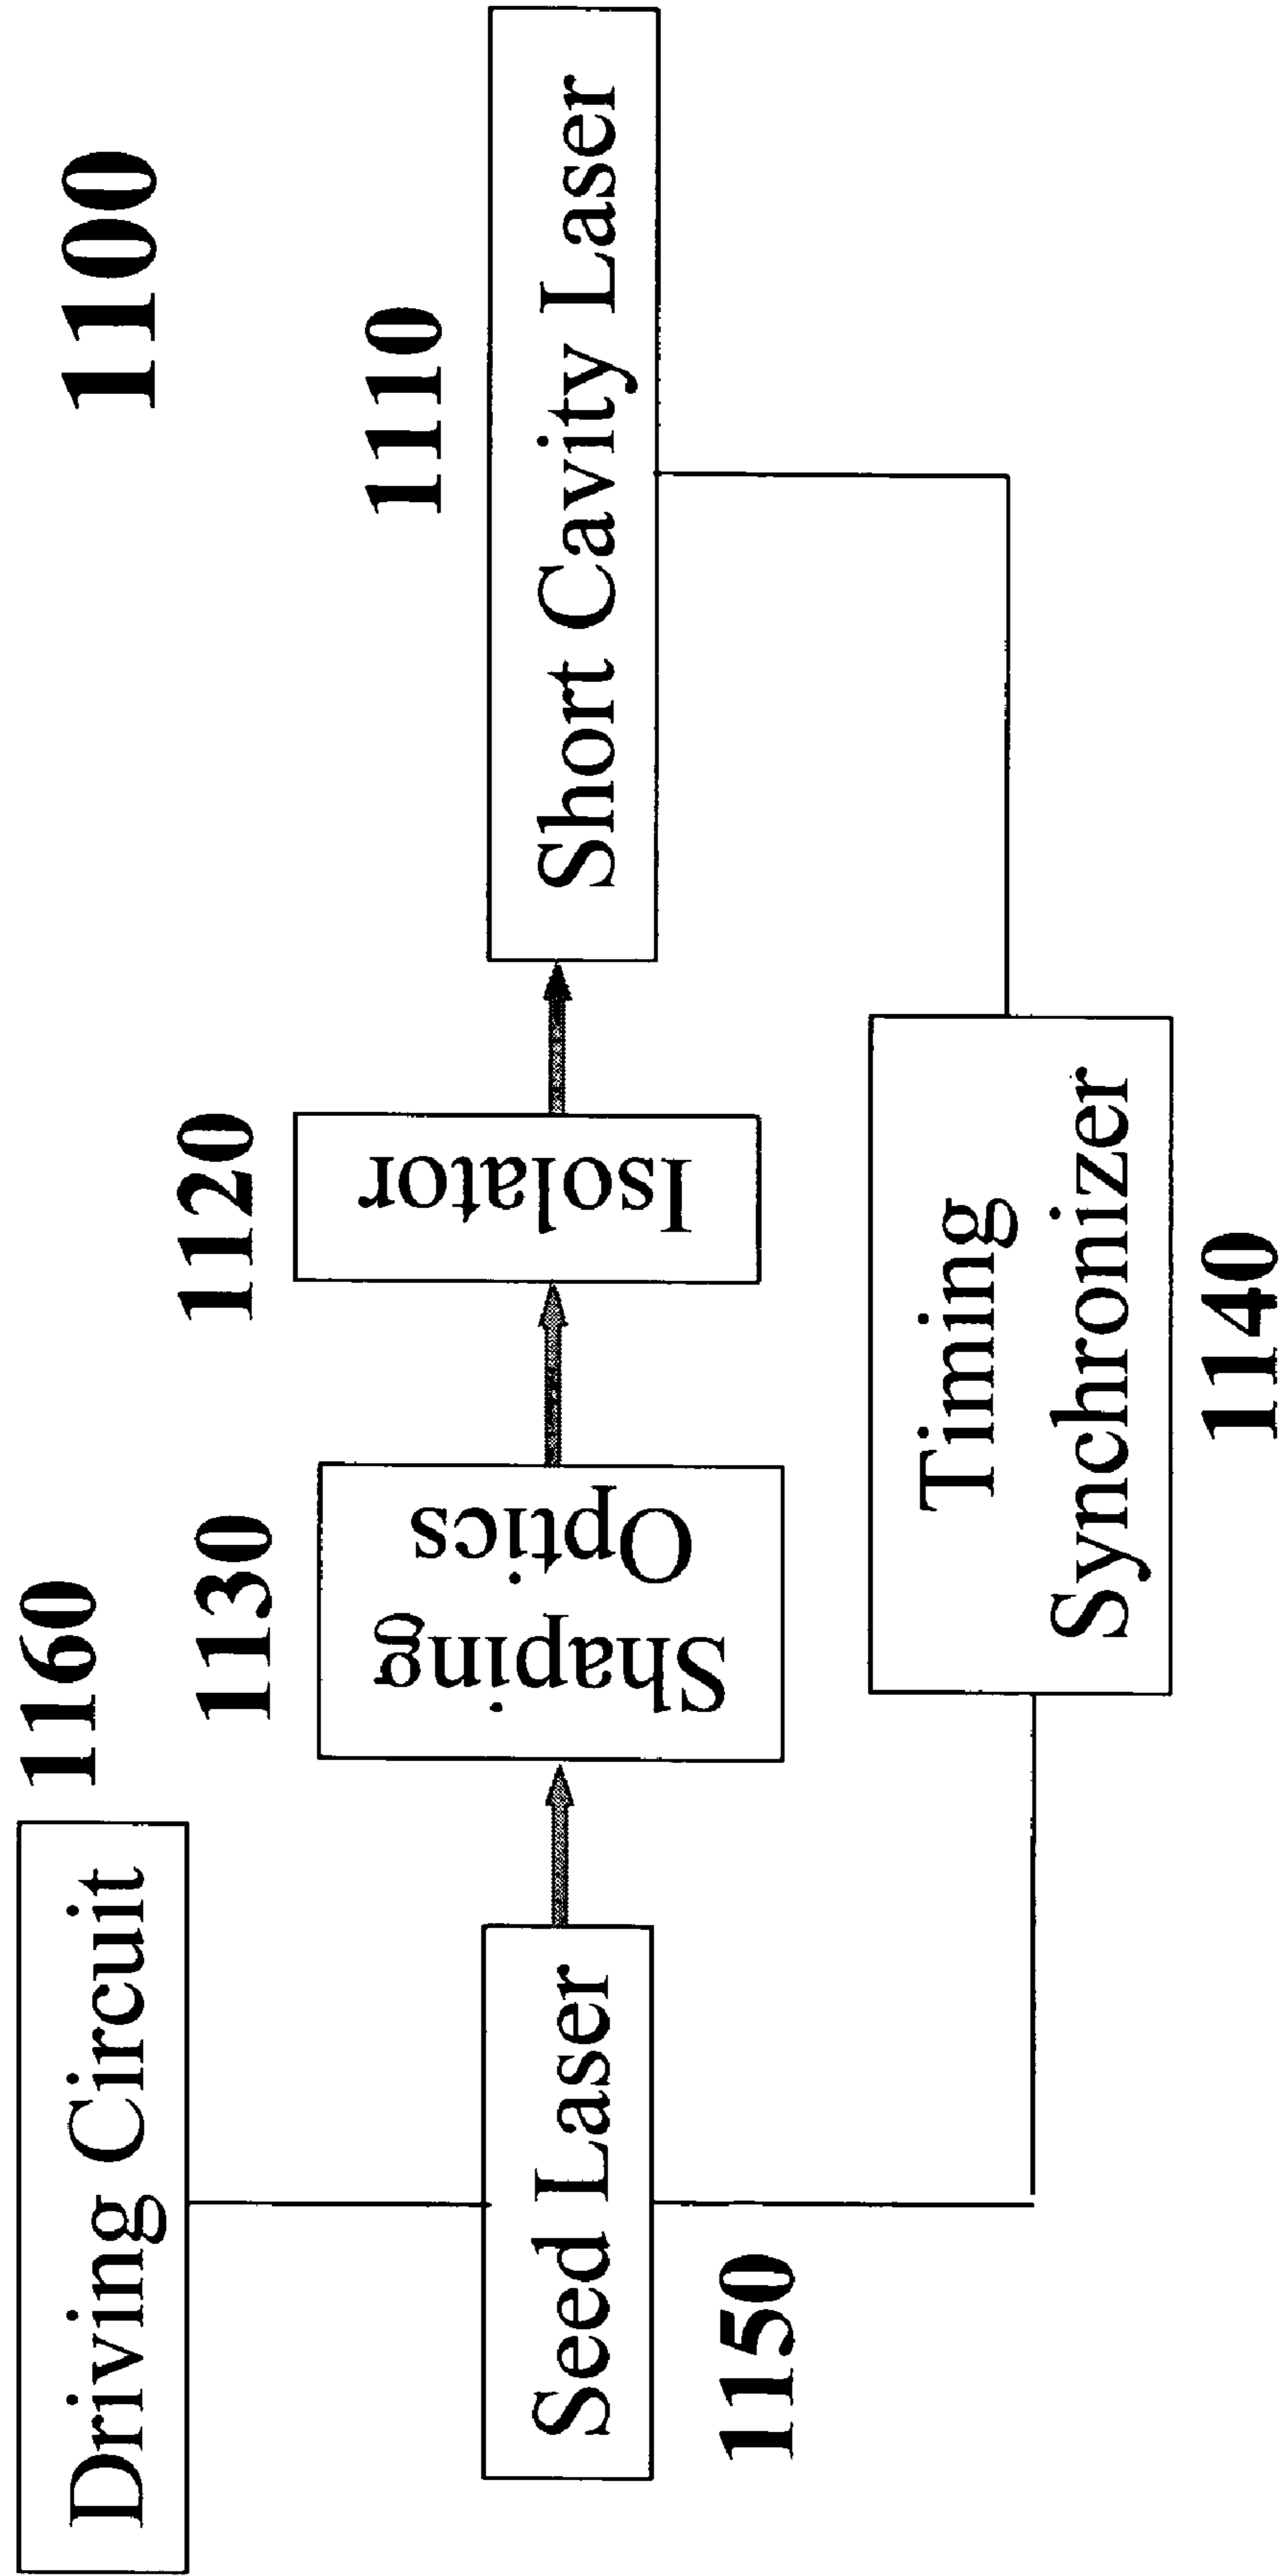 1100
1160
Driving Circuit
1130
1120
1110
Shaping
Optics
Isolator
Seed Laser
Short Cavity Laser
1150
Timing
Synchronizer
1140